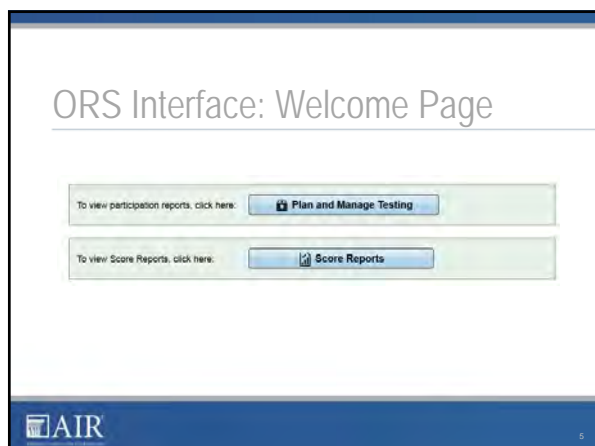 ORS Interface: Welcome Page
To view participation reports, click here: Plan and Manage Testing
To view Score Reports, click here: Score Reports
AIR